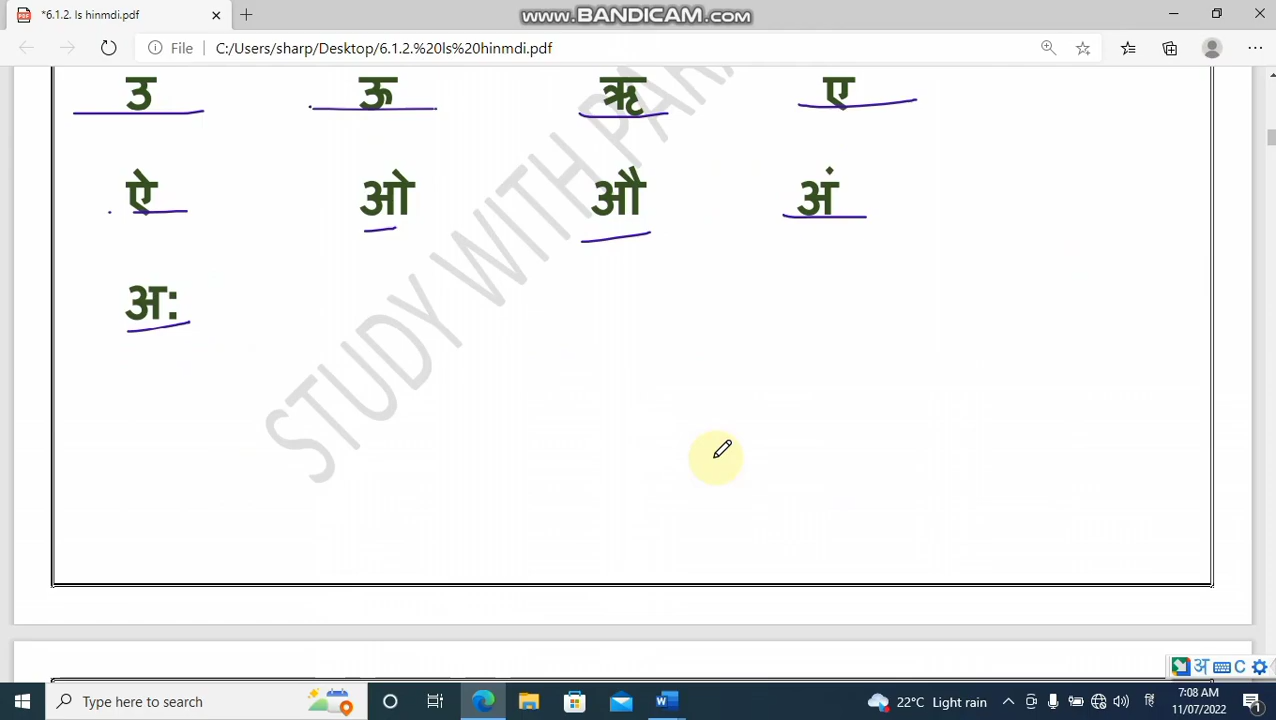 www.BANDICAM.com
*6.1.2. ls hinmdi.pdf
File C:/Users/sharp/Desktop/6.1.2.%20ls%20hinmdi.pdf
उ ऊ ऋ ए
ऐ ओ औ अं
अ:
STUDY WITH
अ C
Type here to search
22°C Light rain
7:08 AM
11/07/2022
1